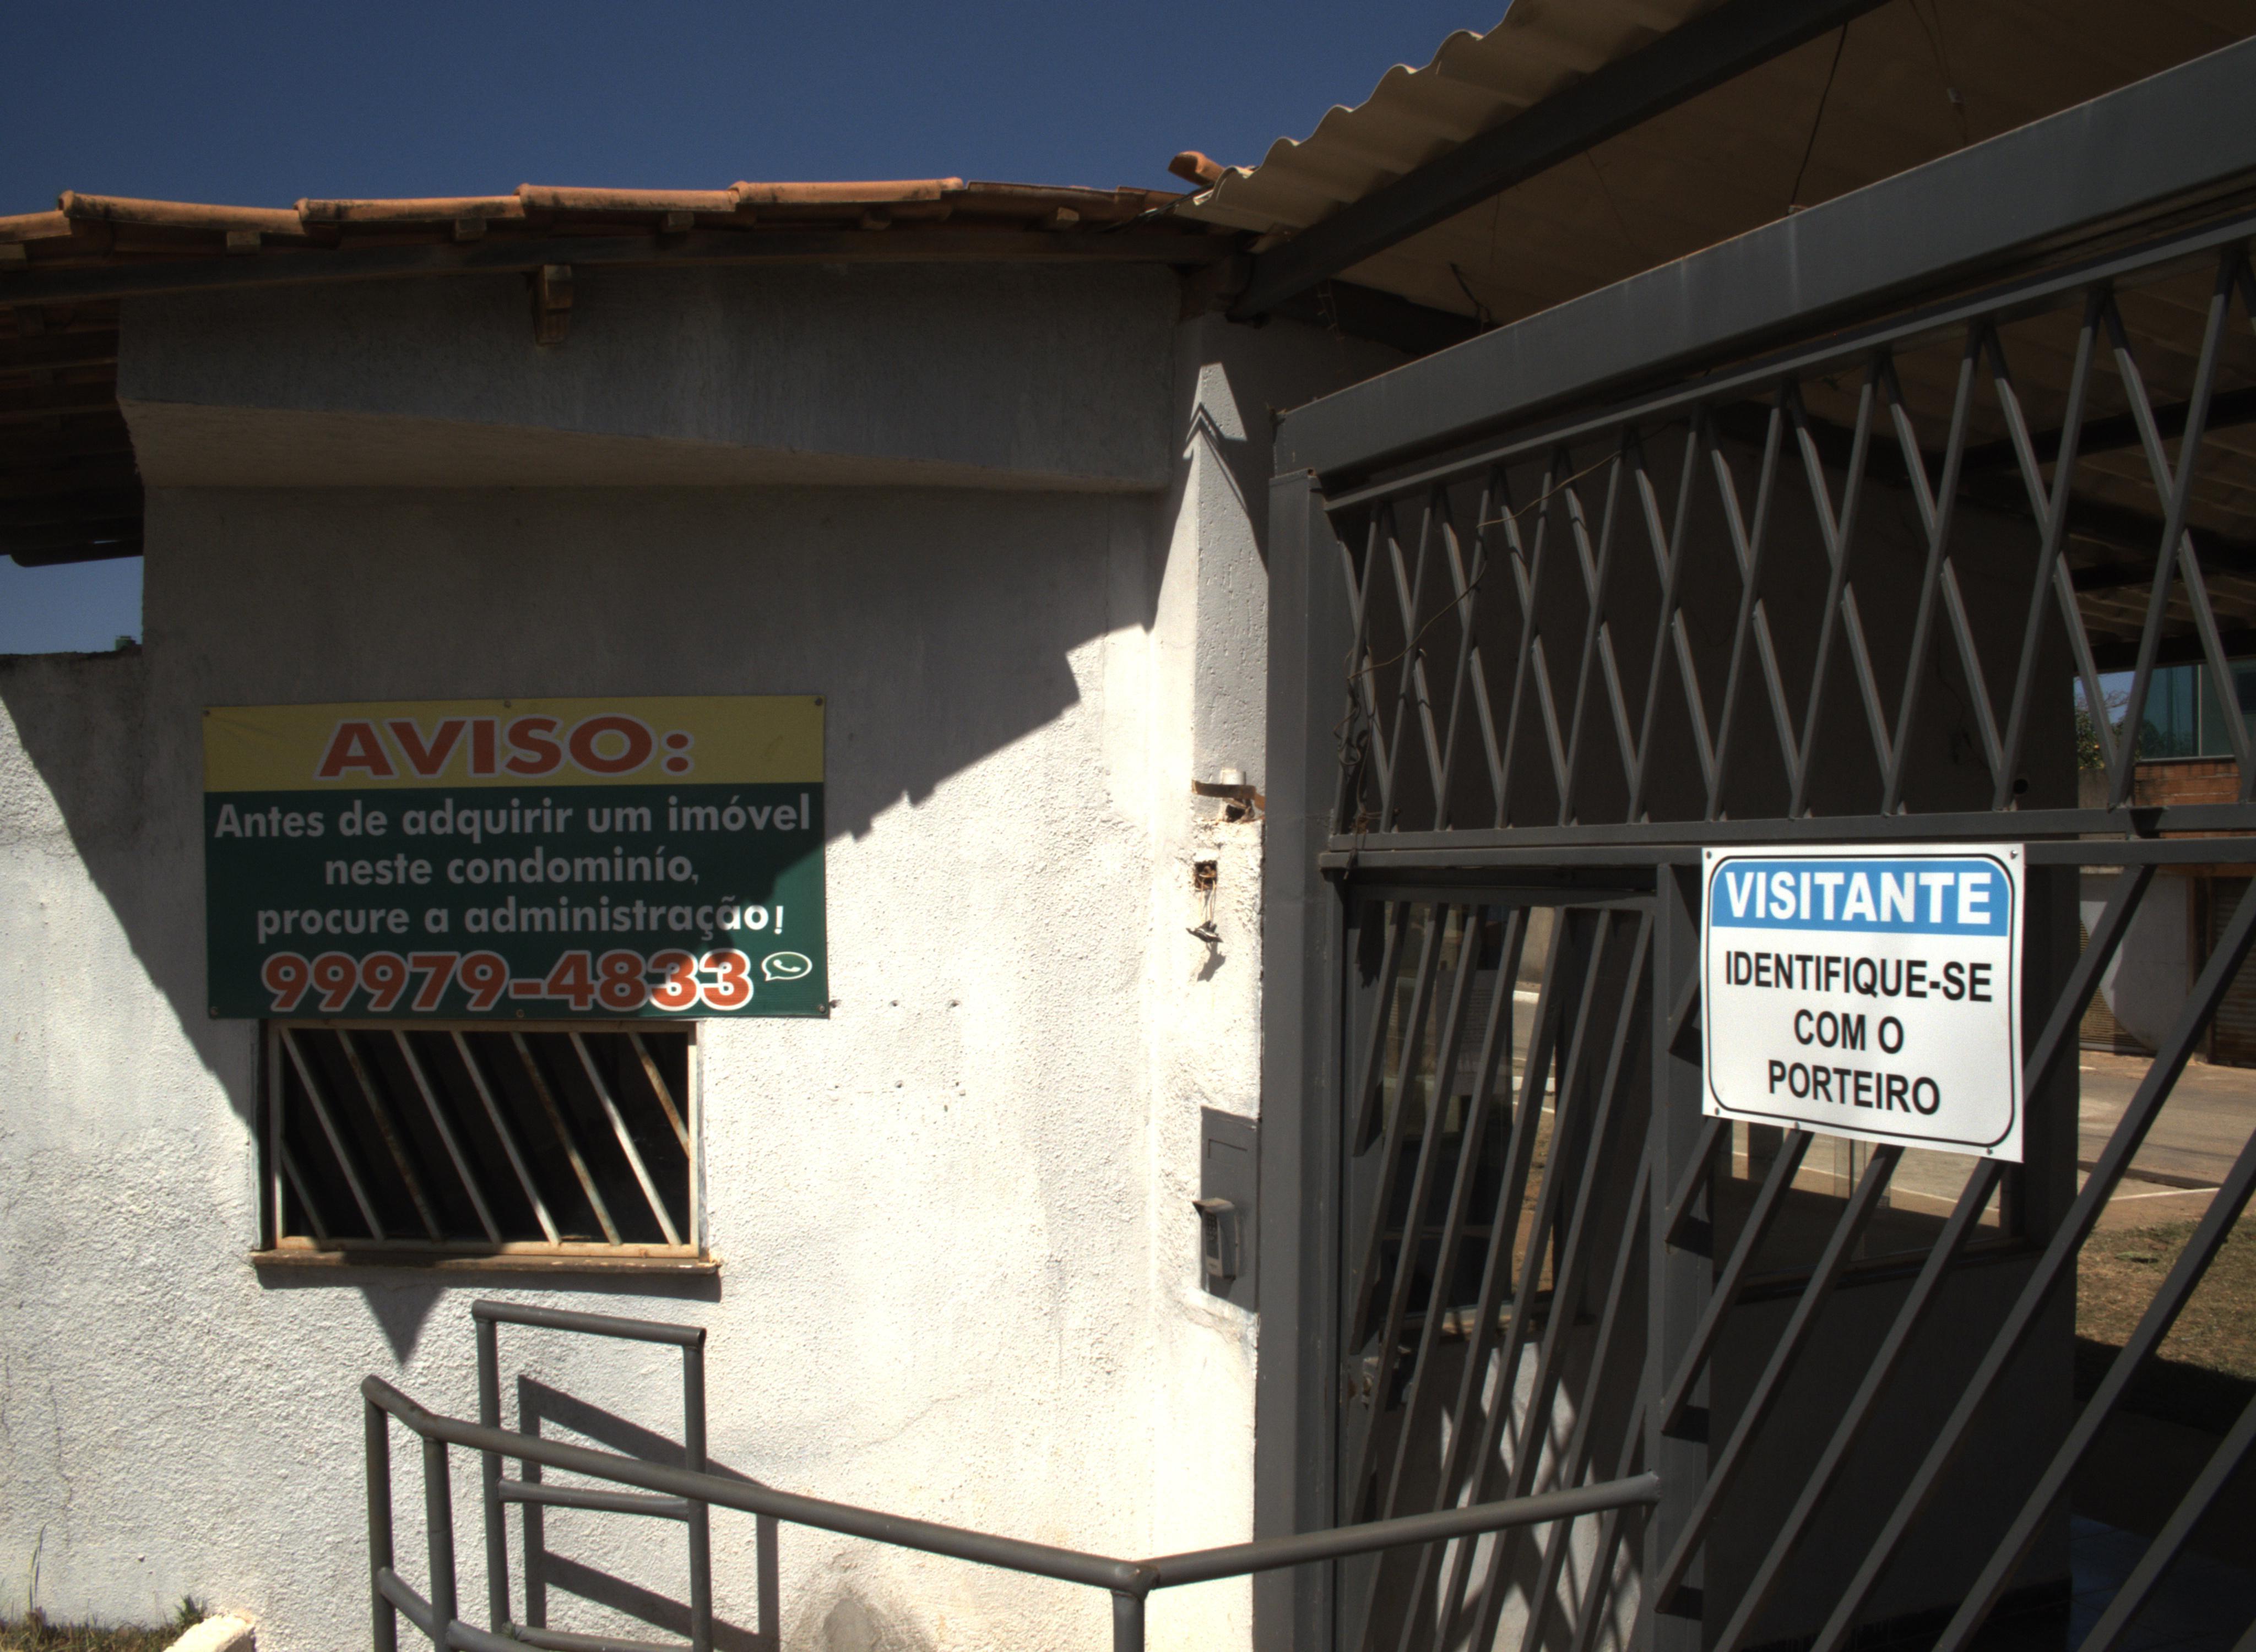 AVISO:
Antes de adquirir um imóvel
neste condominío,
procure a administração!
99979-4833
VISITANTE
IDENTIFIQUE-SE
COM O
PORTEIRO